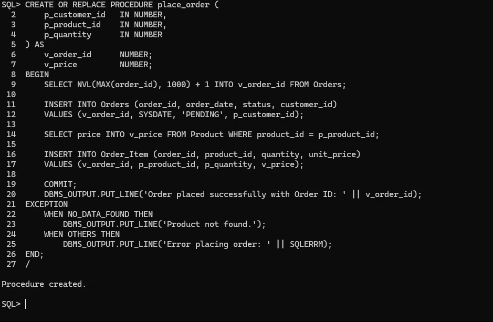 SQL> CREATE OR REPLACE PROCEDURE place_order (
  2      p_customer_id   IN NUMBER,
  3      p_product_id    IN NUMBER,
  4      p_quantity      IN NUMBER
  5  ) AS
  6      v_order_id      NUMBER;
  7      v_price         NUMBER;
  8  BEGIN
  9      SELECT NVL(MAX(order_id), 1000) + 1 INTO v_order_id FROM Orders;
 10
 11      INSERT INTO Orders (order_id, order_date, status, customer_id)
 12      VALUES (v_order_id, SYSDATE, 'PENDING', p_customer_id);
 13
 14      SELECT price INTO v_price FROM Product WHERE product_id = p_product_id;
 15
 16      INSERT INTO Order_Item (order_id, product_id, quantity, unit_price)
 17      VALUES (v_order_id, p_product_id, p_quantity, v_price);
 18
 19      COMMIT;
 20      DBMS_OUTPUT.PUT_LINE('Order placed successfully with Order ID: ' || v_order_id);
 21  EXCEPTION
 22      WHEN NO_DATA_FOUND THEN
 23          DBMS_OUTPUT.PUT_LINE('Product not found.');
 24      WHEN OTHERS THEN
 25          DBMS_OUTPUT.PUT_LINE('Error placing order: ' || SQLERRM);
 26  END;
 27  /
Procedure created.
SQL>